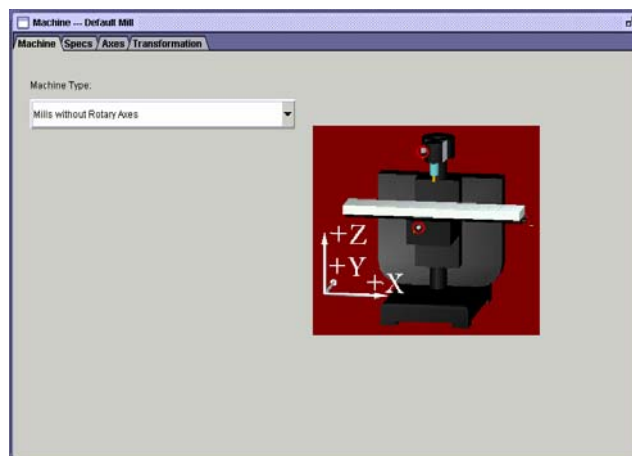 Machine --- Default Mill
Machine Specs Axes Transformation
Machine Type:
Mills without Rotary Axes
+Z
+Y
+X